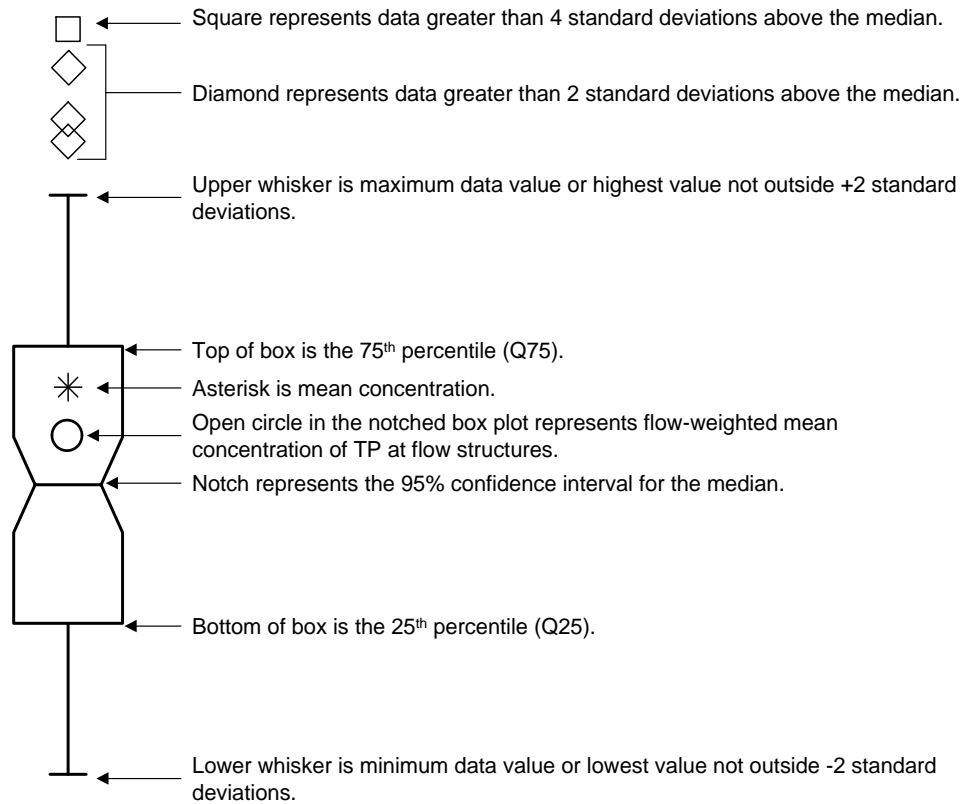 Square represents data greater than 4 standard deviations above the median.
Diamond represents data greater than 2 standard deviations above the median.
Upper whisker is maximum data value or highest value not outside +2 standard
deviations.
Top of box is the 75th percentile (Q75).
Asterisk is mean concentration.
Open circle in the notched box plot represents flow-weighted mean
concentration of TP at flow structures.
Notch represents the 95% confidence interval for the median.
Bottom of box is the 25th percentile (Q25).
Lower whisker is minimum data value or lowest value not outside -2 standard
deviations.